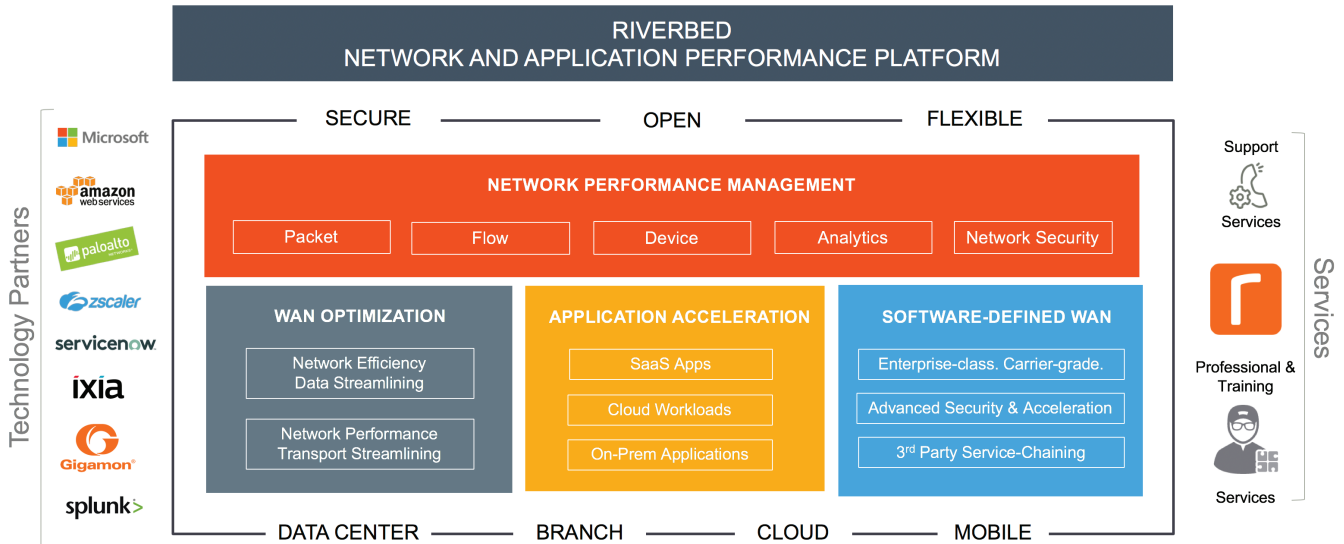 RIVERBED
NETWORK AND APPLICATION PERFORMANCE PLATFORM
Technology Partners
Microsoft
amazon
webservices
paloalto
zscaler
servicenow
ixia
Gigamon®
splunk>
SECURE
OPEN
FLEXIBLE
NETWORK PERFORMANCE MANAGEMENT
Packet
Flow
Device
Analytics
Network Security
WAN OPTIMIZATION
Network Efficiency
Data Streamlining
Network Performance
Transport Streamlining
APPLICATION ACCELERATION
SaaS Apps
Cloud Workloads
On-Prem Applications
SOFTWARE-DEFINED WAN
Enterprise-class. Carrier-grade.
Advanced Security & Acceleration
3rd Party Service-Chaining
DATA CENTER
BRANCH
CLOUD
MOBILE
Support
Services
Professional &
Training
Services
Services